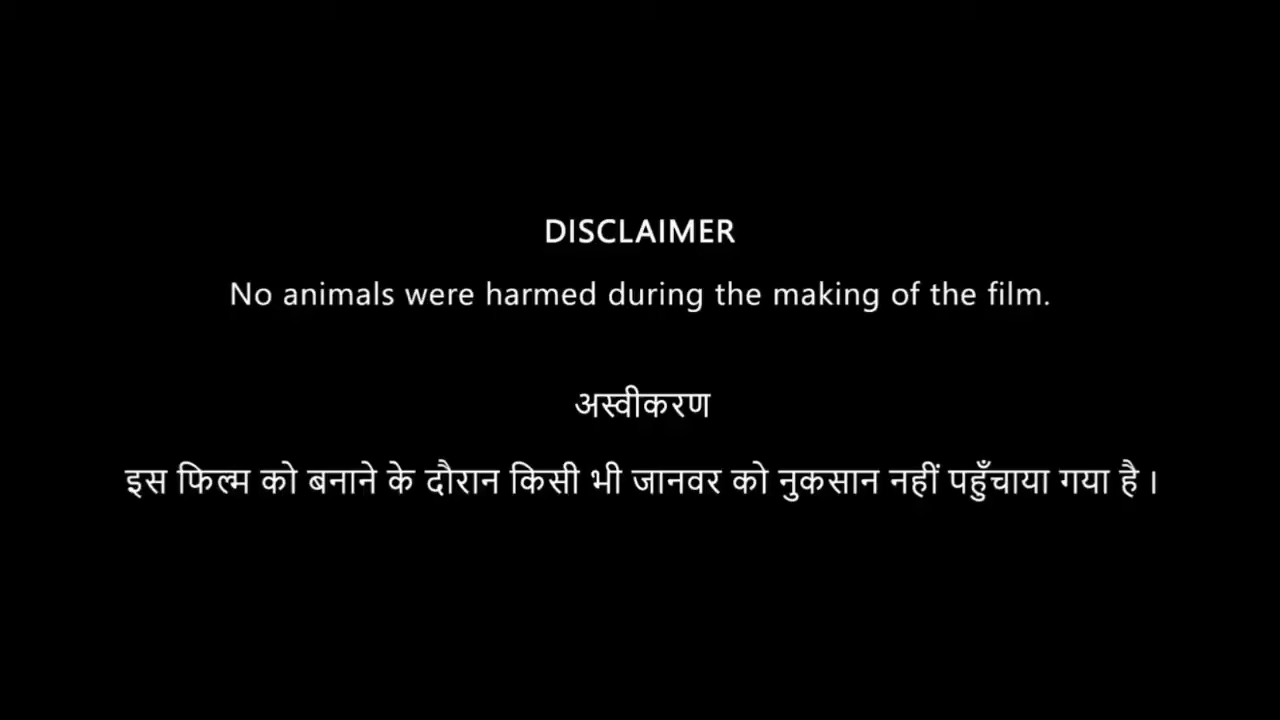 DISCLAIMER
No animals were harmed during the making of the film.
अस्वीकरण
इस फिल्म को बनाने के दौरान किसी भी जानवर को नुकसान नहीं पहुँचाया गया है ।